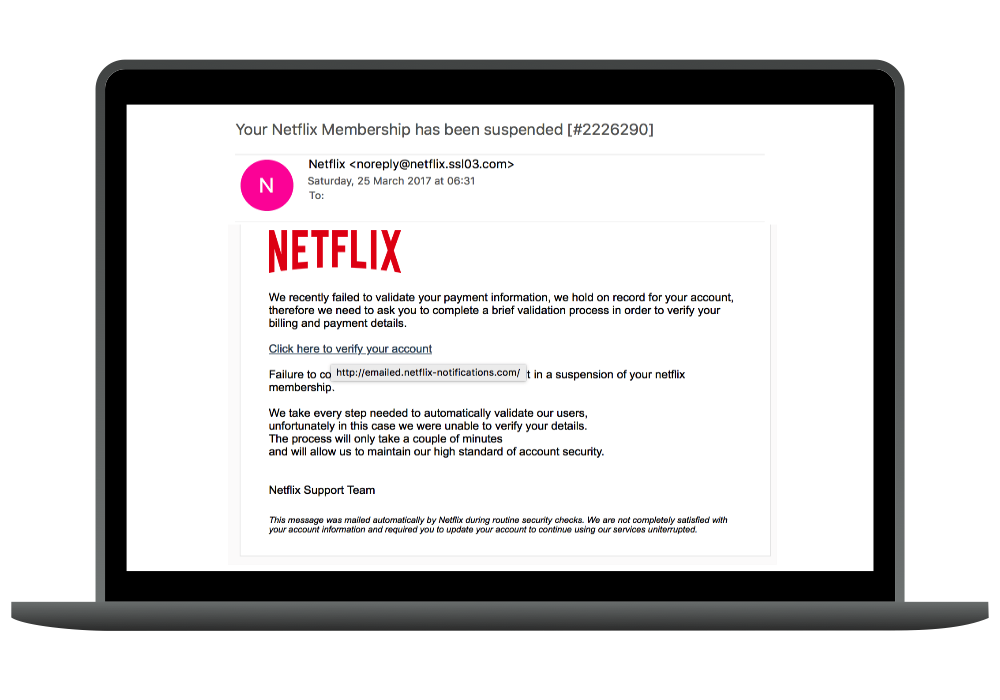 Your Netflix Membership has been suspended [#2226290]
N
Netflix <noreply@netflix.ssl03.com>
Saturday, 25 March 2017 at 06:31
To:
NETFLIX
We recently failed to validate your payment information, we hold on record for your account,
therefore we need to ask you to complete a brief validation process in order to verify your
billing and payment details.
Click here to verify your account
http://emailed.netflix-notifications.com/
Failure to co t in a suspension of your netflix
membership.
We take every step needed to automatically validate our users,
unfortunately in this case we were unable to verify your details.
The process will only take a couple of minutes
and will allow us to maintain our high standard of account security.
Netflix Support Team
This message was mailed automatically by Netflix during routine security checks. We are not completely satisfied with
your account information and required you to update your account to continue using our services uniterrupted.